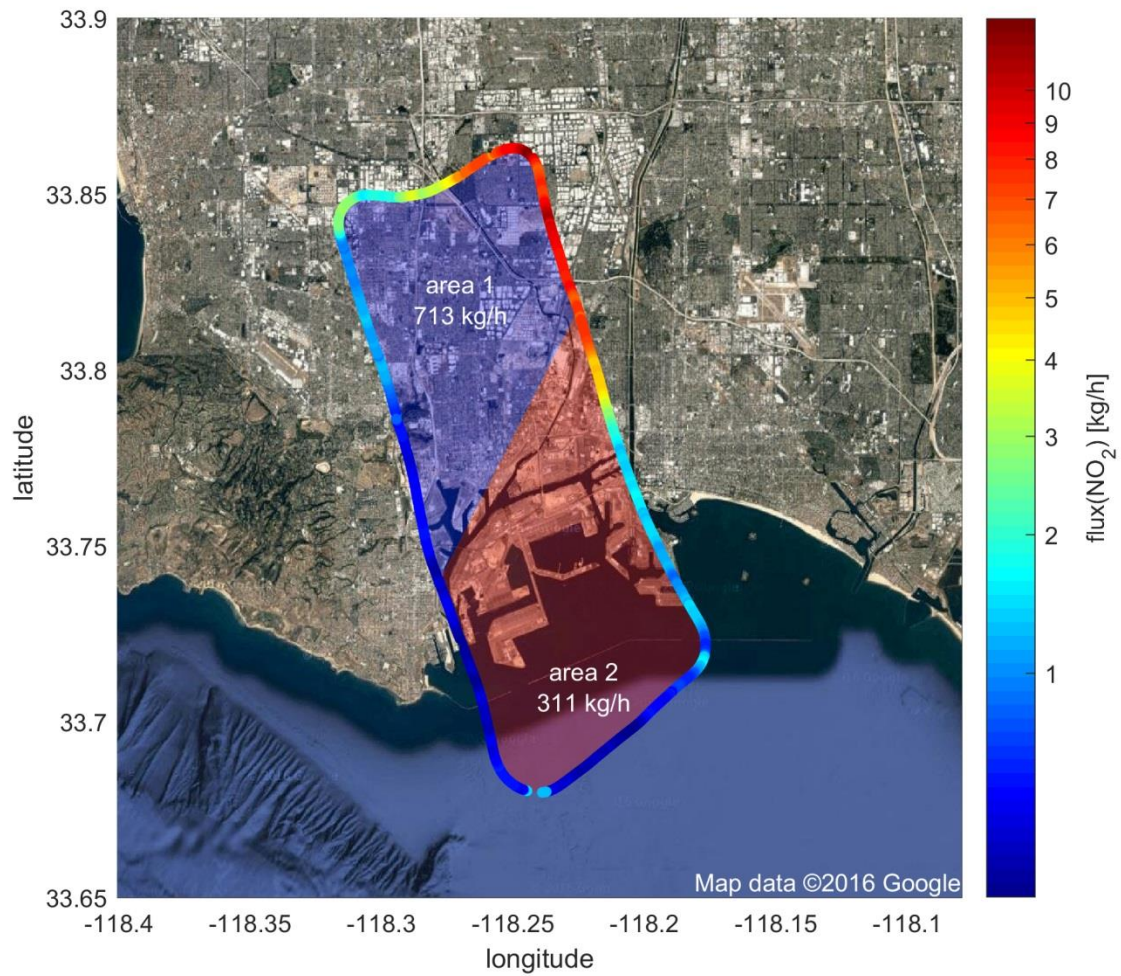 33.9
33.85
33.8
33.75
33.7
33.65
latitude
area 1
713 kg/h
area 2
311 kg/h
Map data ©2016 Google
-118.4
-118.35
-118.3
-118.25
-118.2
-118.15
-118.1
longitude
10
9
8
7
6
5
4
3
2
1
flux(NO₂) [kg/h]